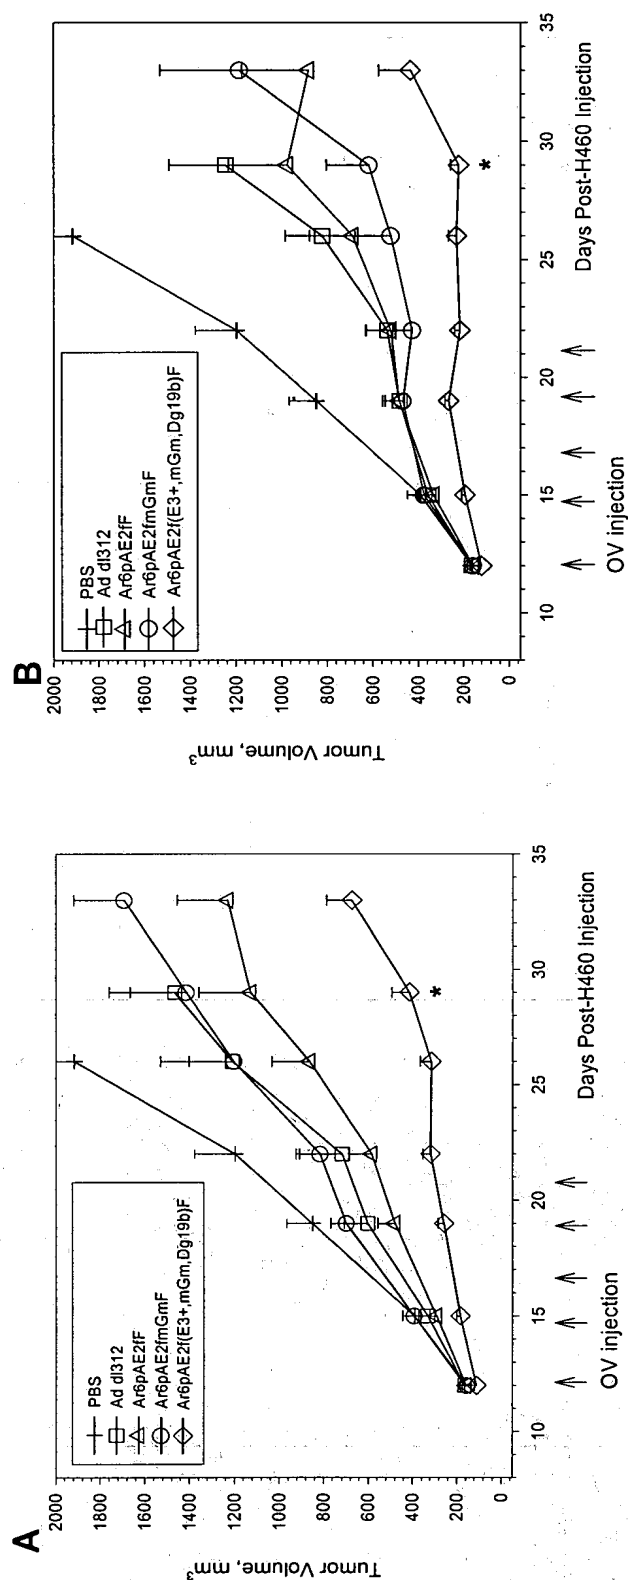 A
Tumor Volume, mm³
2000
1800
1600
1400
1200
1000
800
600
400
200
0
PBS
Ad dl312
Ar6pAE2fF
Ar6pAE2fmGmF
Ar6pAE2f(E3+,mGm,Dg19b)F
*
10
15
20
25
30
35
OV injection
Days Post-H460 Injection
B
Tumor Volume, mm³
2000
1800
1600
1400
1200
1000
800
600
400
200
0
PBS
Ad dl312
Ar6pAE2fF
Ar6pAE2fmGmF
Ar6pAE2f(E3+,mGm,Dg19b)F
*
10
15
20
25
30
35
OV injection
Days Post-H460 Injection